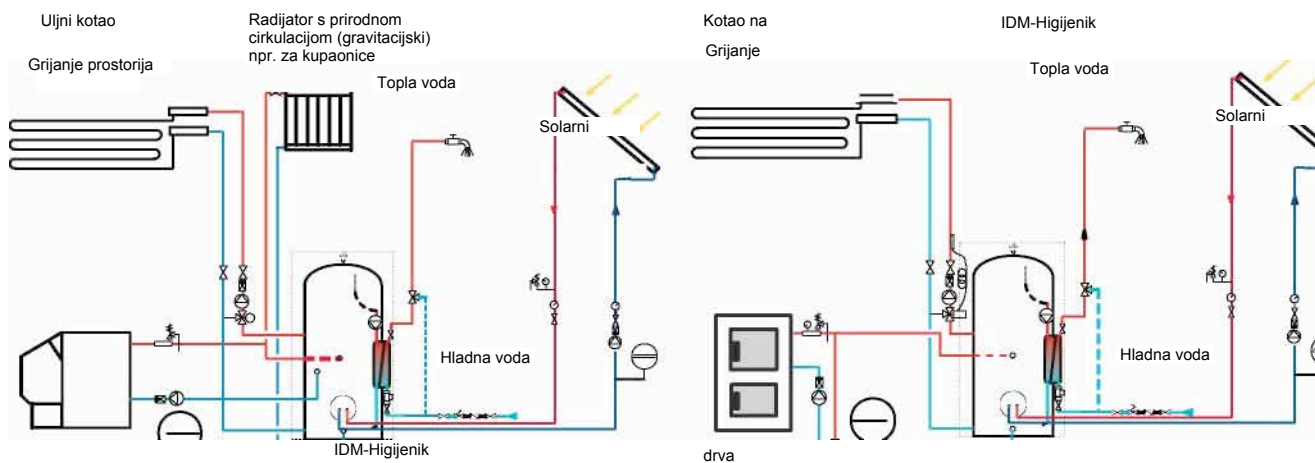 Uljni kotao
Radijator s prirodnom
cirkulacijom (gravitacijski)
npr. za kupaonice
Grijanje prostorija
Topla voda
Solarni
Hladna voda
IDM-Higijenik
Kotao na
IDM-Higijenik
Grijanje
Topla voda
Solarni
Hladna voda
drva